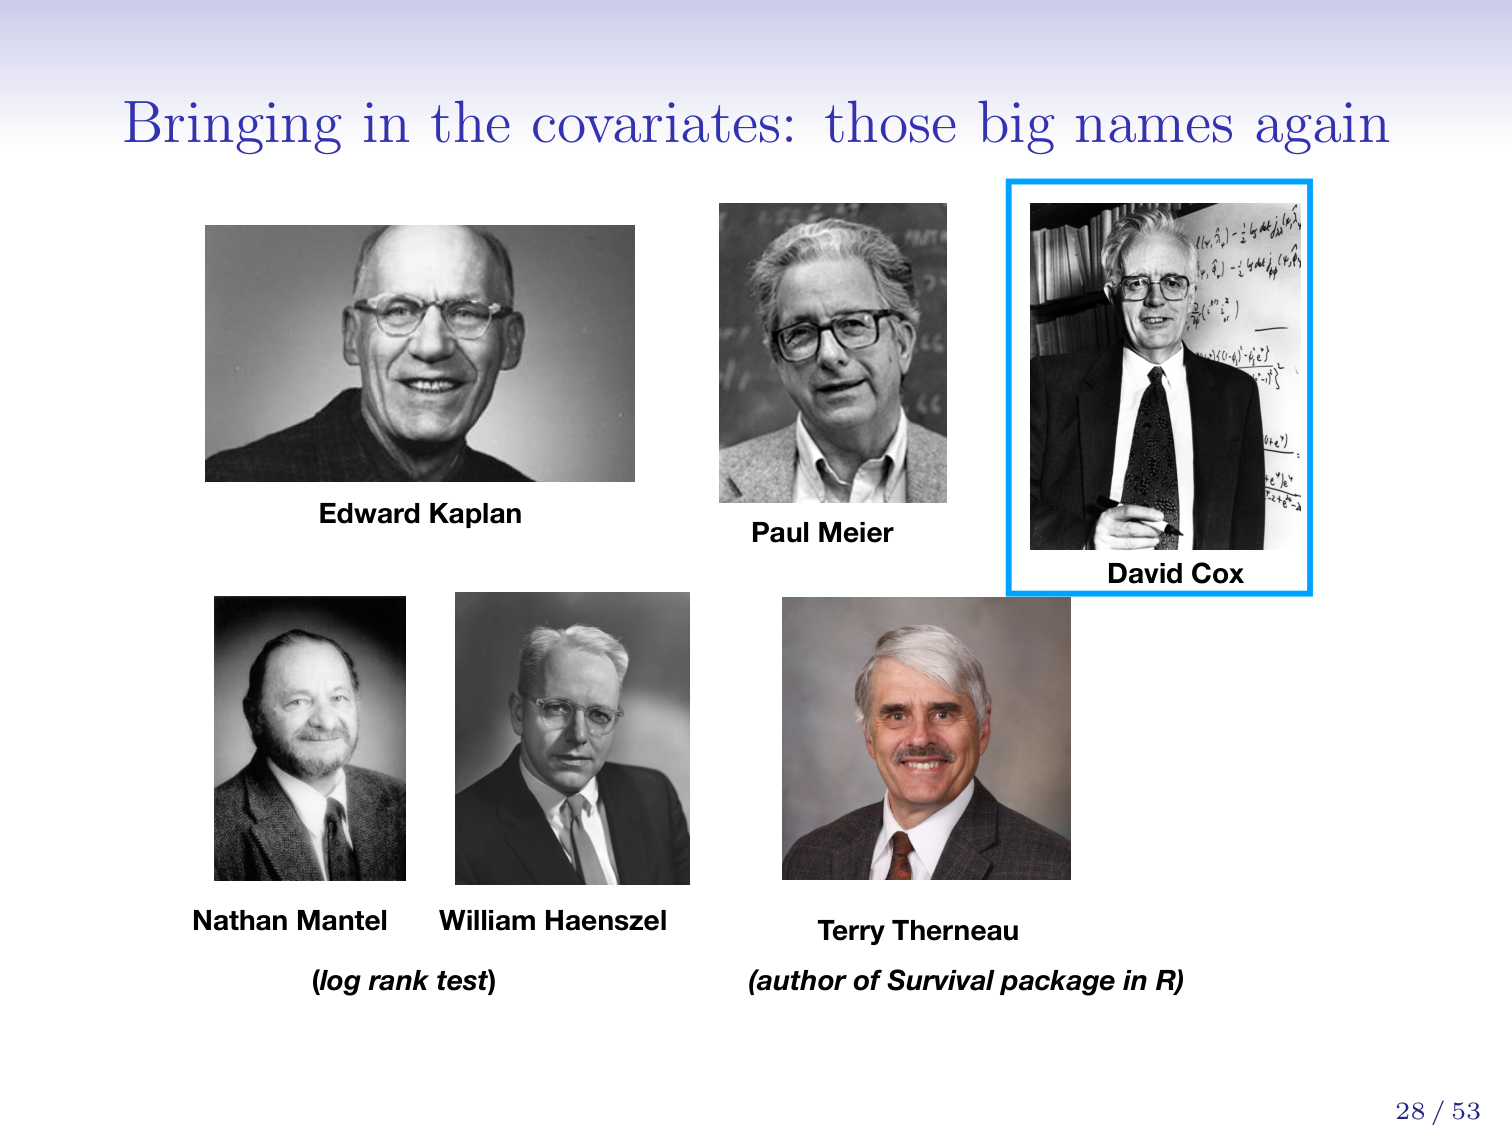 Bringing in the covariates: those big names again
Edward Kaplan
Paul Meier
David Cox
Nathan Mantel
William Haenszel
Terry Therneau
(log rank test)
(author of Survival package in R)
28 / 53